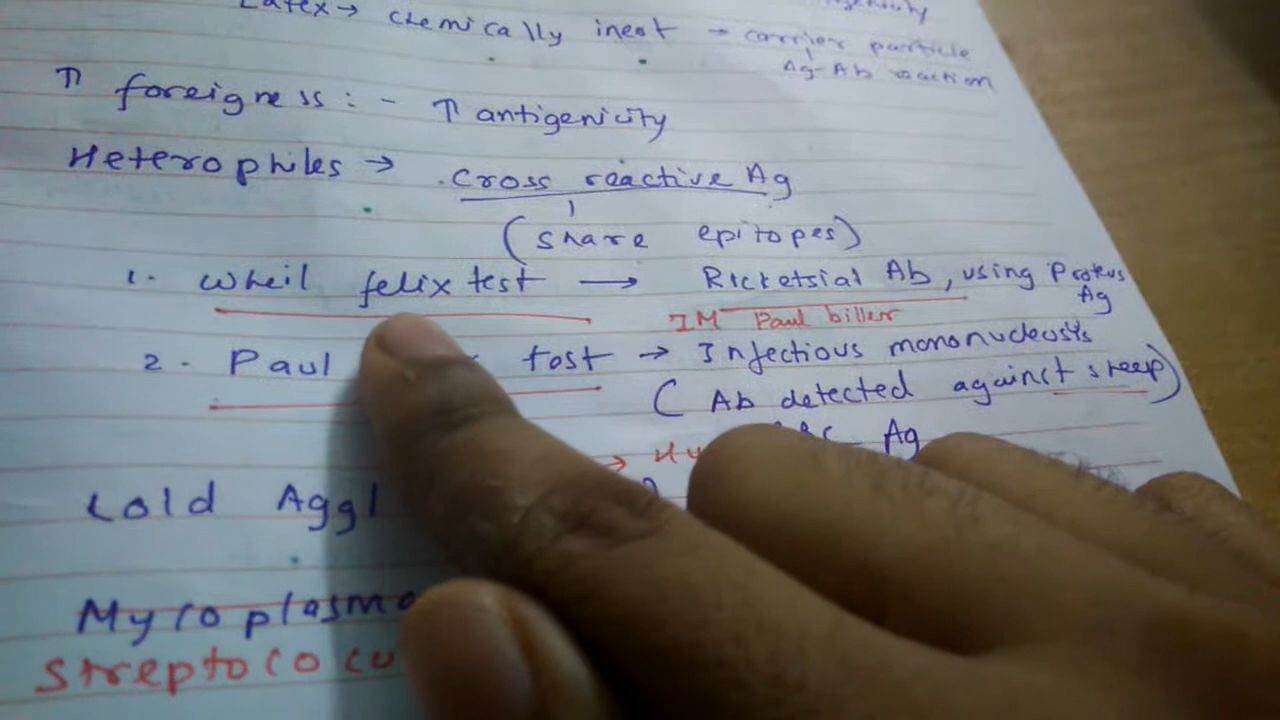 Latex → chemically inert → carrier particle
Ag-Ab reaction
↑ foreigness : - ↑ antigenicity
Heterophiles → cross reactive Ag
(share epitopes)
1. Wheil felix test → Ricketsial Ab, using Proteus
Ag
IM Paul biller
2. Paul test → Infectious mononucleosis
(Ab detected against sheep)
Ag
Cold Aggl
Mycoplasma
Streptococu